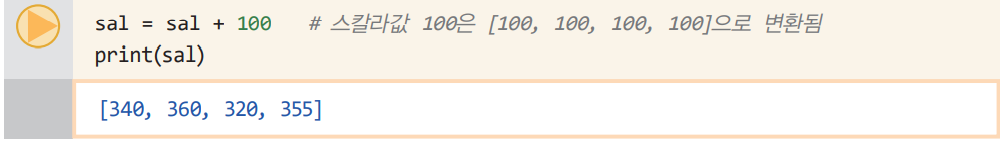 sal = sal + 100 # 스칼라값 100은 [100, 100, 100, 100]으로 변환됨
print(sal)
[340, 360, 320, 355]